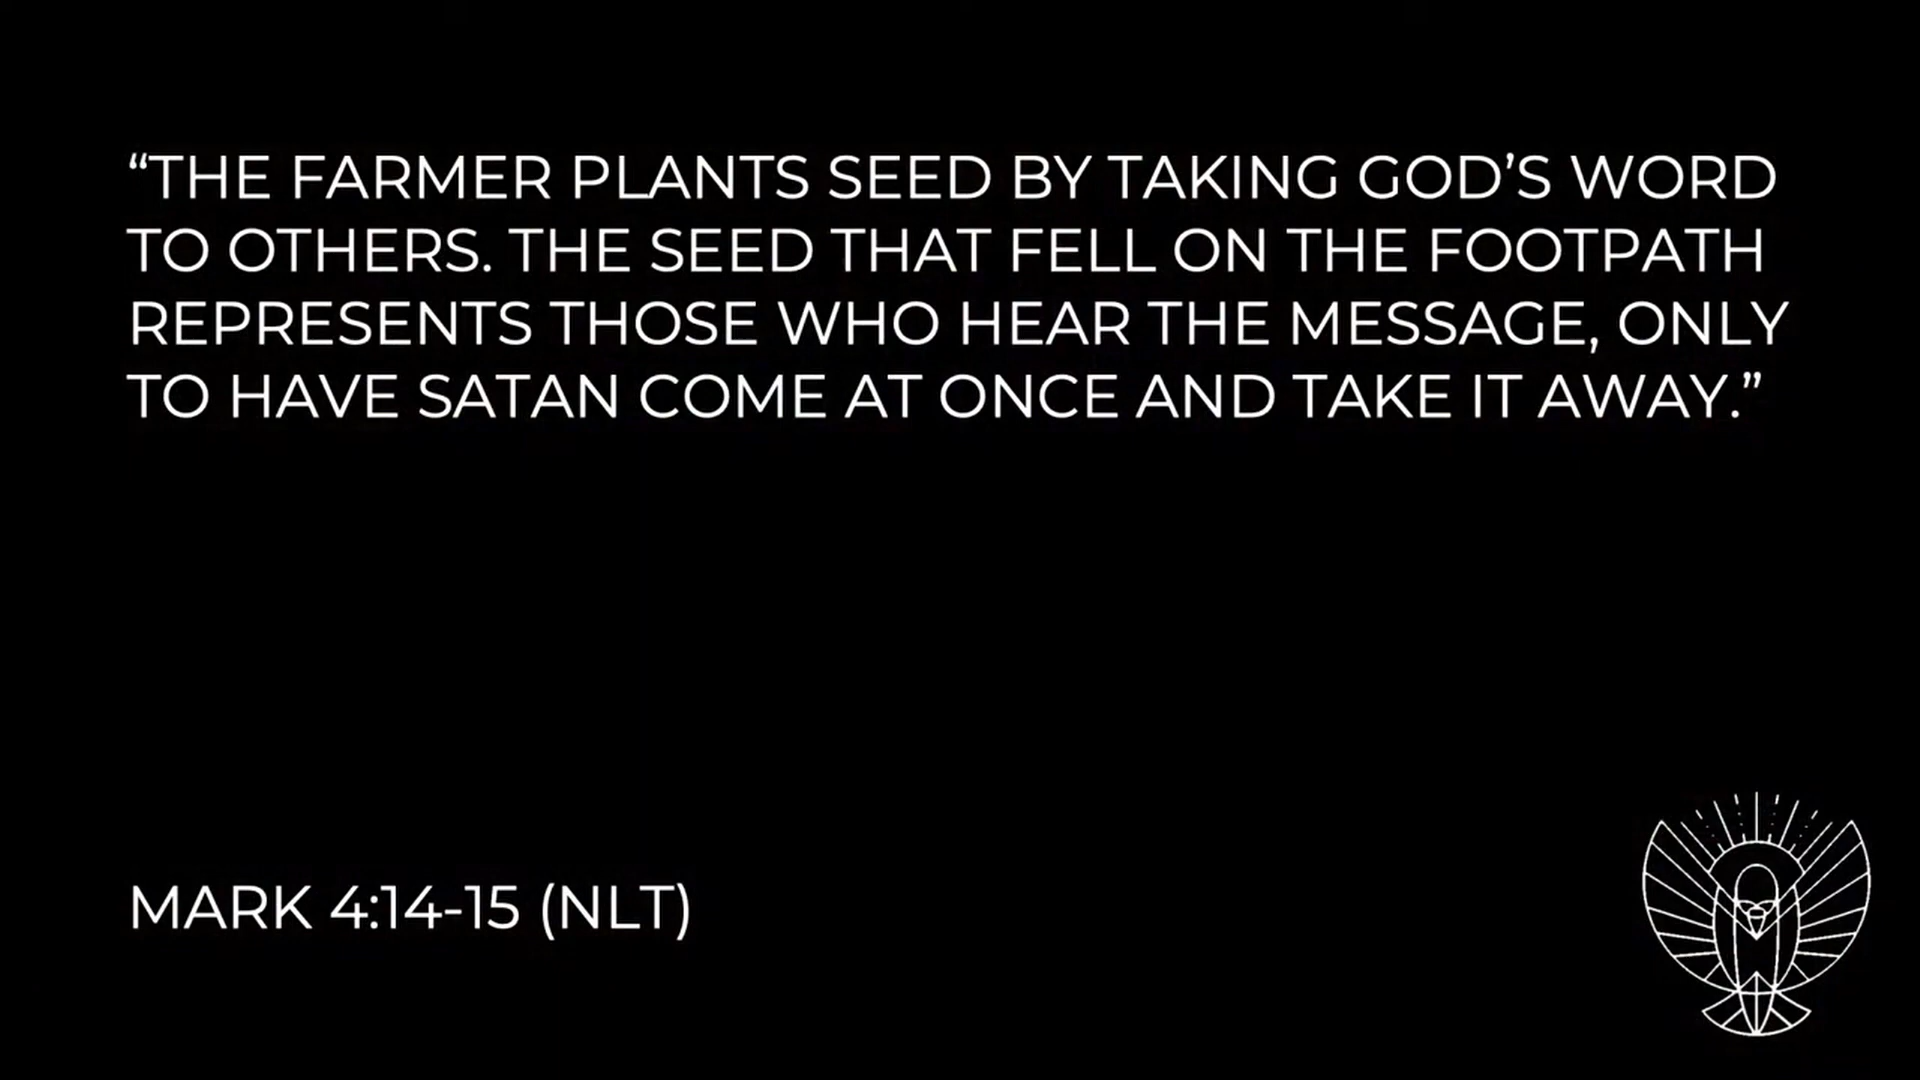 “THE FARMER PLANTS SEED BY TAKING GOD’S WORD
TO OTHERS. THE SEED THAT FELL ON THE FOOTPATH
REPRESENTS THOSE WHO HEAR THE MESSAGE, ONLY
TO HAVE SATAN COME AT ONCE AND TAKE IT AWAY.”
MARK 4:14-15 (NLT)